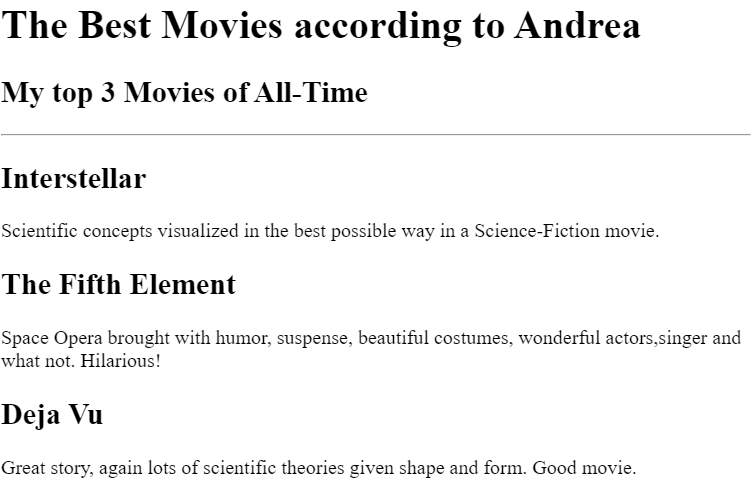 The Best Movies according to Andrea
My top 3 Movies of All-Time
Interstellar
Scientific concepts visualized in the best possible way in a Science-Fiction movie.
The Fifth Element
Space Opera brought with humor, suspense, beautiful costumes, wonderful actors,singer and
what not. Hilarious!
Deja Vu
Great story, again lots of scientific theories given shape and form. Good movie.